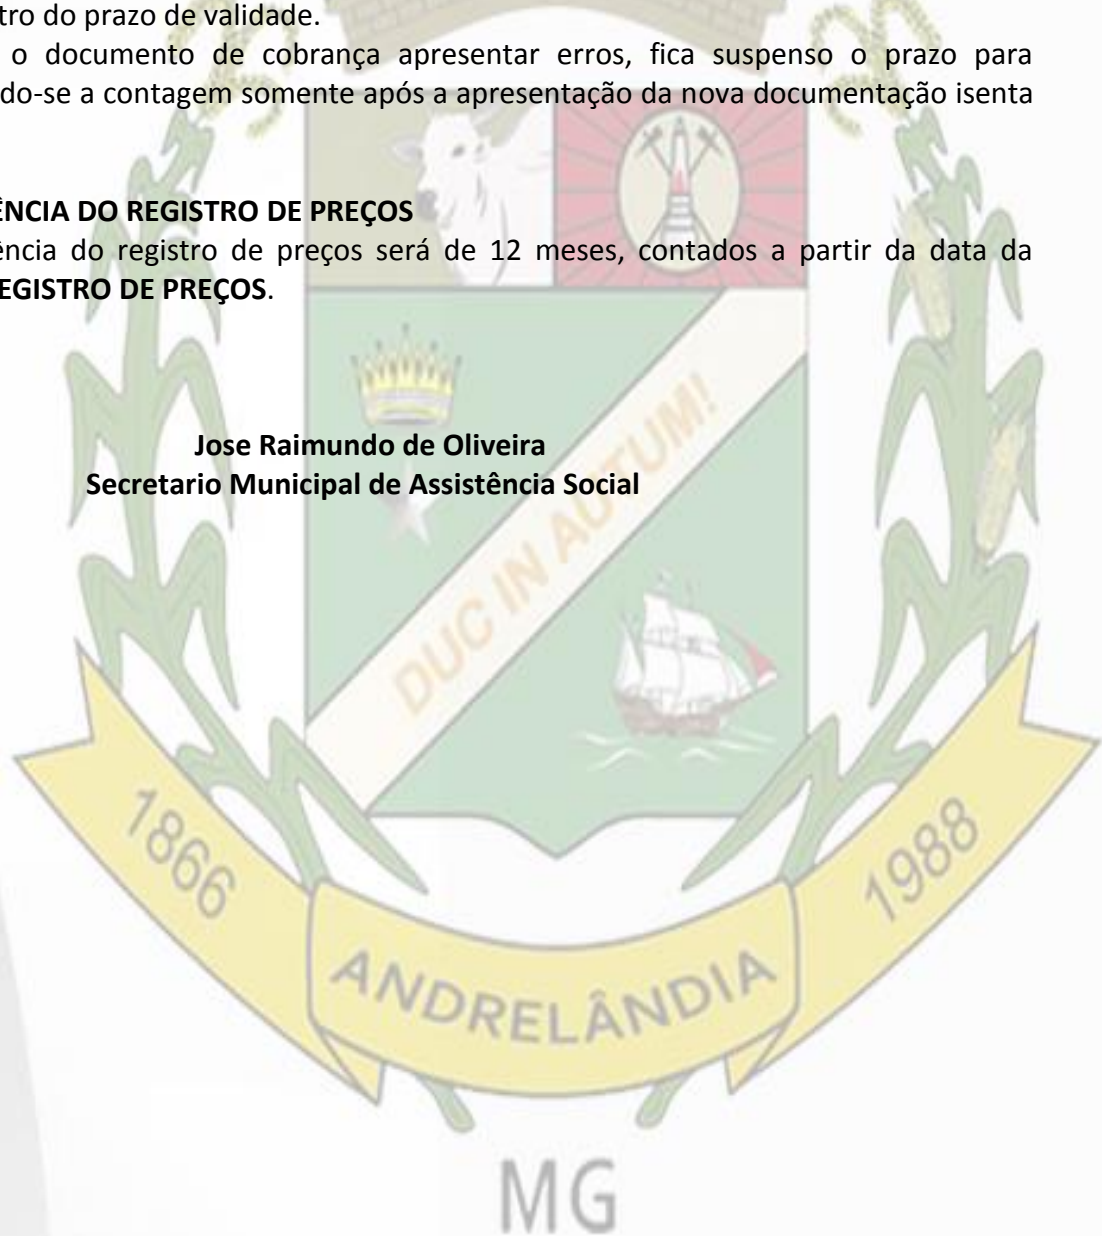 tro do prazo de validade.
o documento de cobrança apresentar erros, fica suspenso o prazo para
do-se a contagem somente após a apresentação da nova documentação isenta
ÊNCIA DO REGISTRO DE PREÇOS
ência do registro de preços será de 12 meses, contados a partir da data da
EGISTRO DE PREÇOS.
Jose Raimundo de Oliveira
Secretario Municipal de Assistência Social
DUC IN AUTUM!
1866
ANDRELÂNDIA
1988
MG